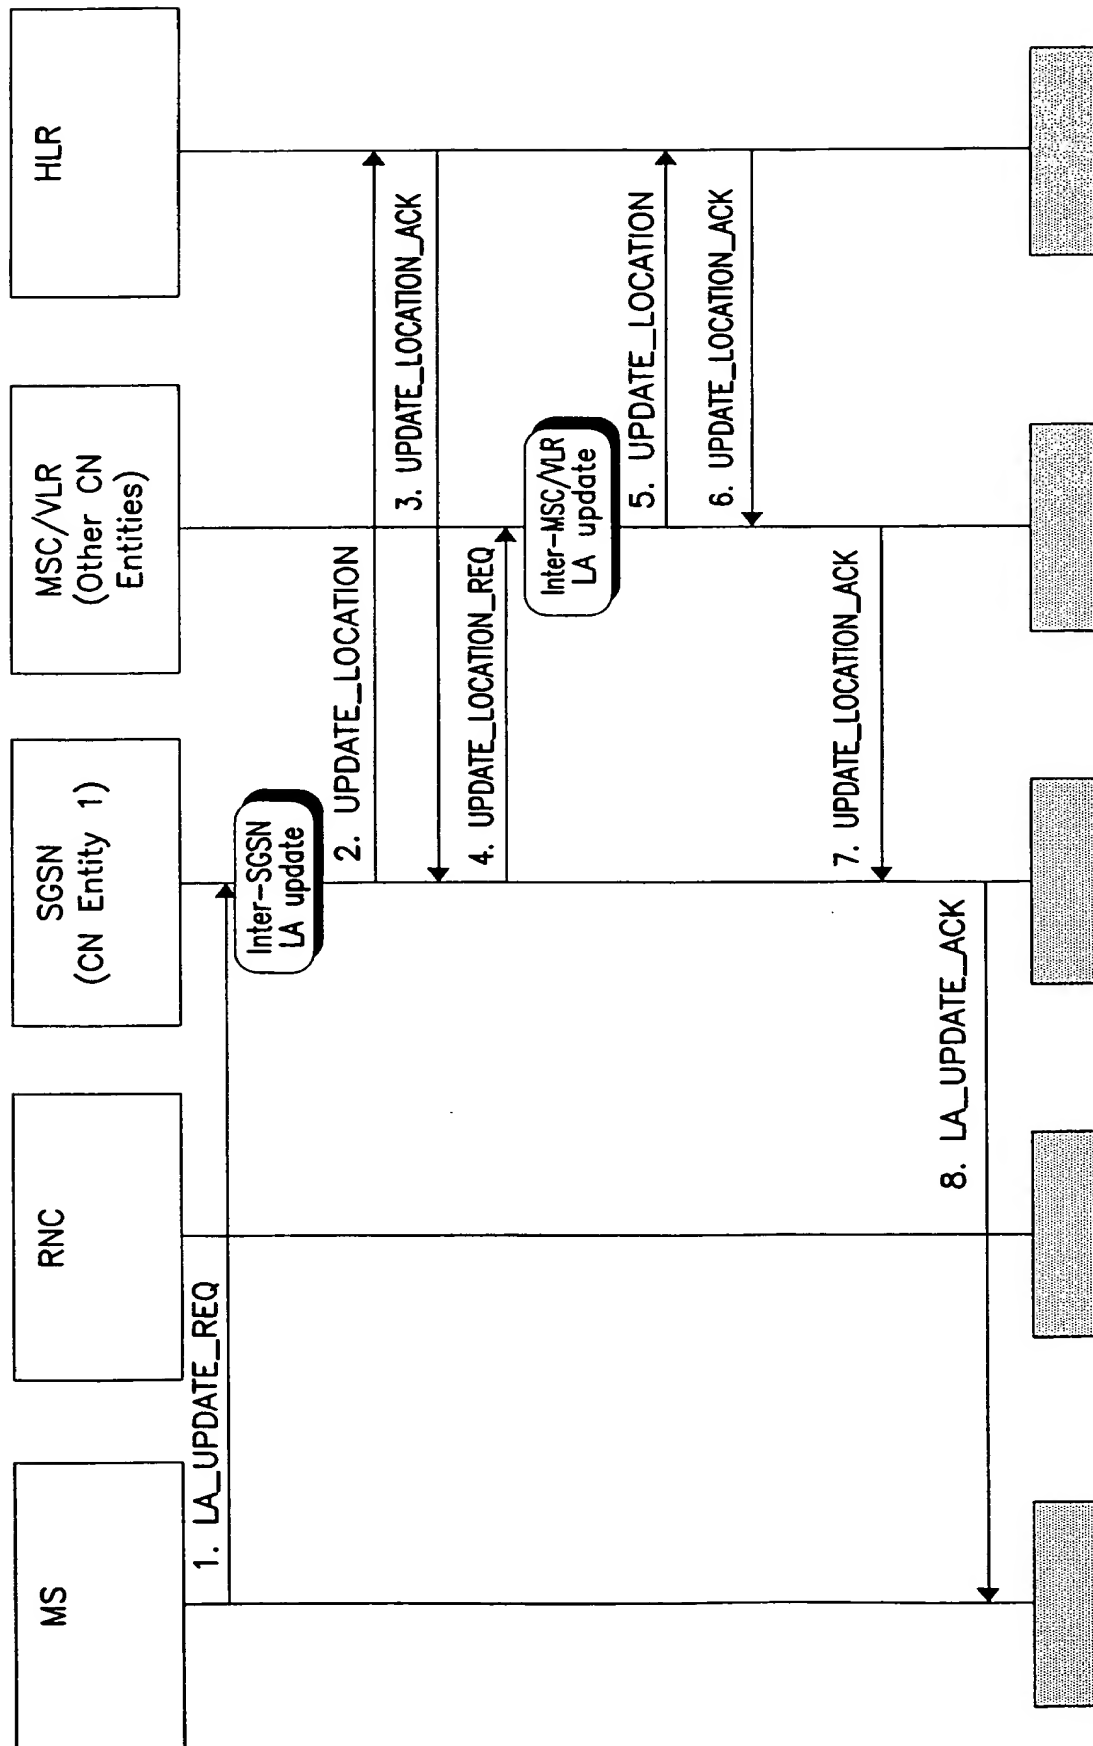 MS
RNC
SGSN
(CN Entity 1)
MSC/VLR
(Other CN
Entities)
HLR
1. LA_UPDATE_REQ
Inter-SGSN
LA update
2. UPDATE_LOCATION
3. UPDATE_LOCATION_ACK
4. UPDATE_LOCATION_REQ
Inter-MSC/VLR
LA update
5. UPDATE_LOCATION
6. UPDATE_LOCATION_ACK
7. UPDATE_LOCATION_ACK
8. LA_UPDATE_ACK